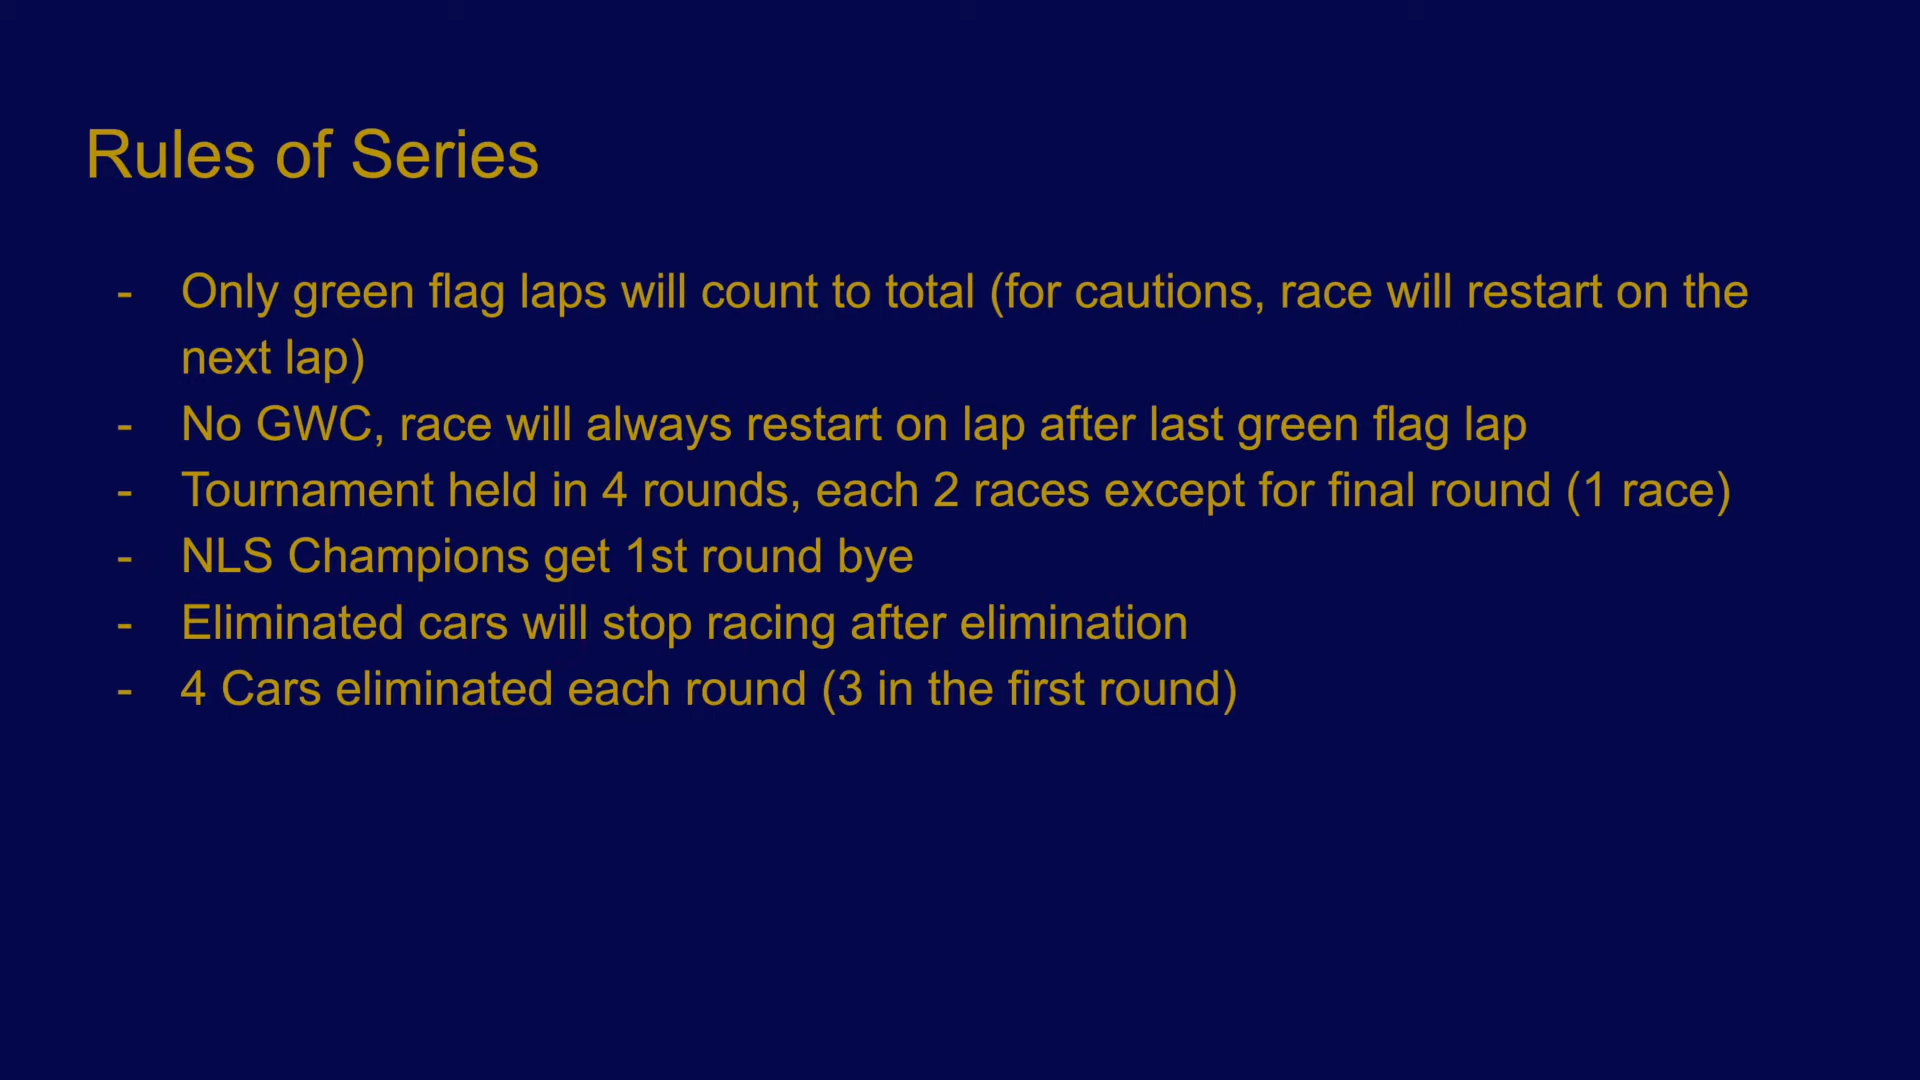 Rules of Series
- Only green flag laps will count to total (for cautions, race will restart on the
next lap)
- No GWC, race will always restart on lap after last green flag lap
- Tournament held in 4 rounds, each 2 races except for final round (1 race)
- NLS Champions get 1st round bye
- Eliminated cars will stop racing after elimination
- 4 Cars eliminated each round (3 in the first round)